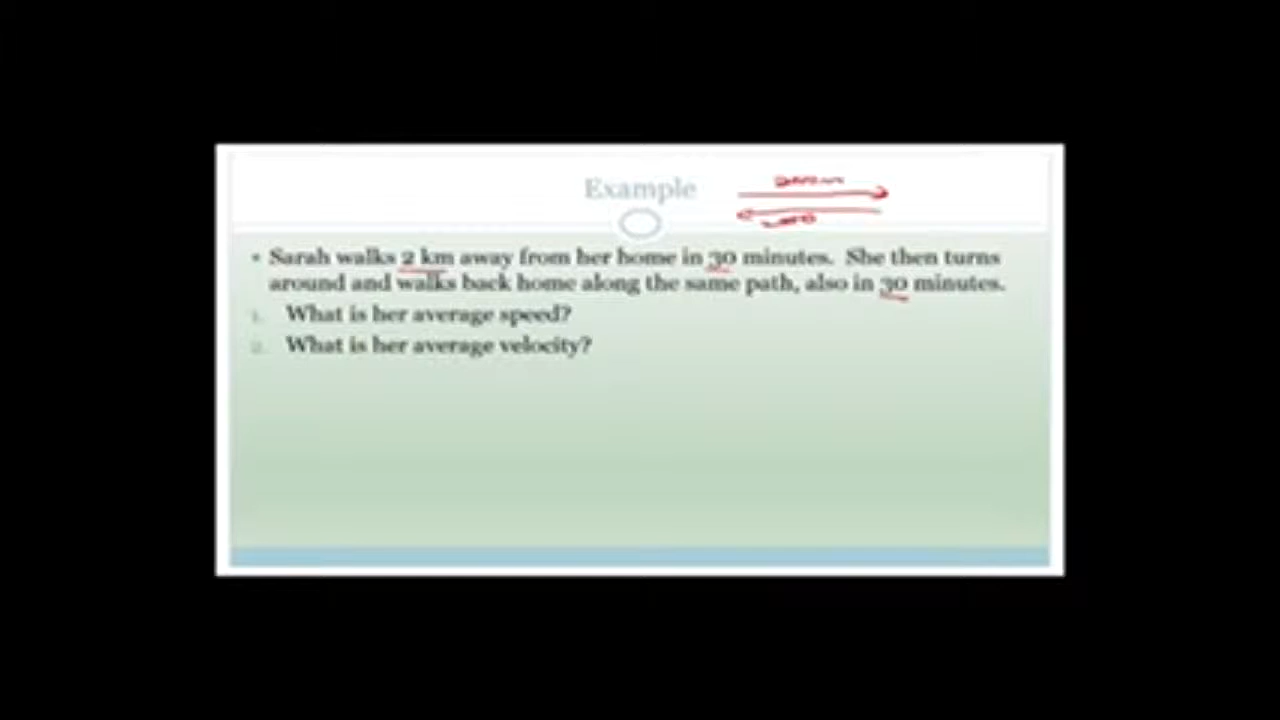 Example
• Sarah walks 2 km away from her home in 30 minutes. She then turns
around and walks back home along the same path, also in 30 minutes.
1. What is her average speed?
2. What is her average velocity?